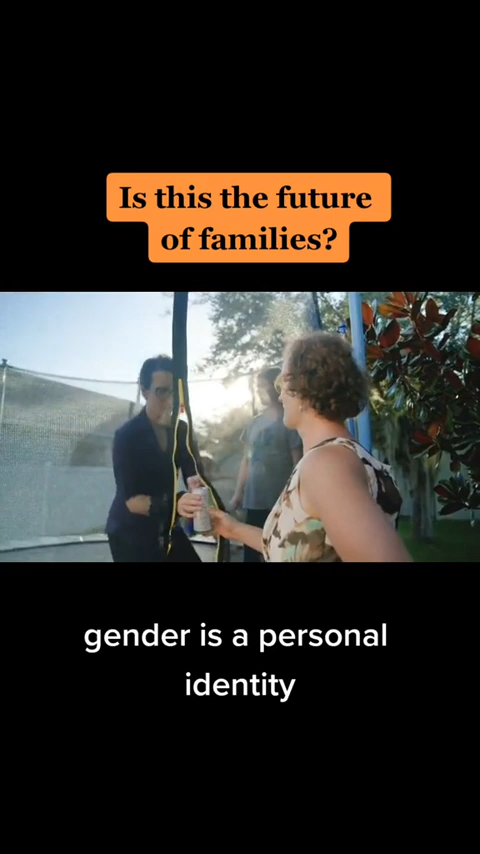 Is this the future
of families?
gender is a personal
identity